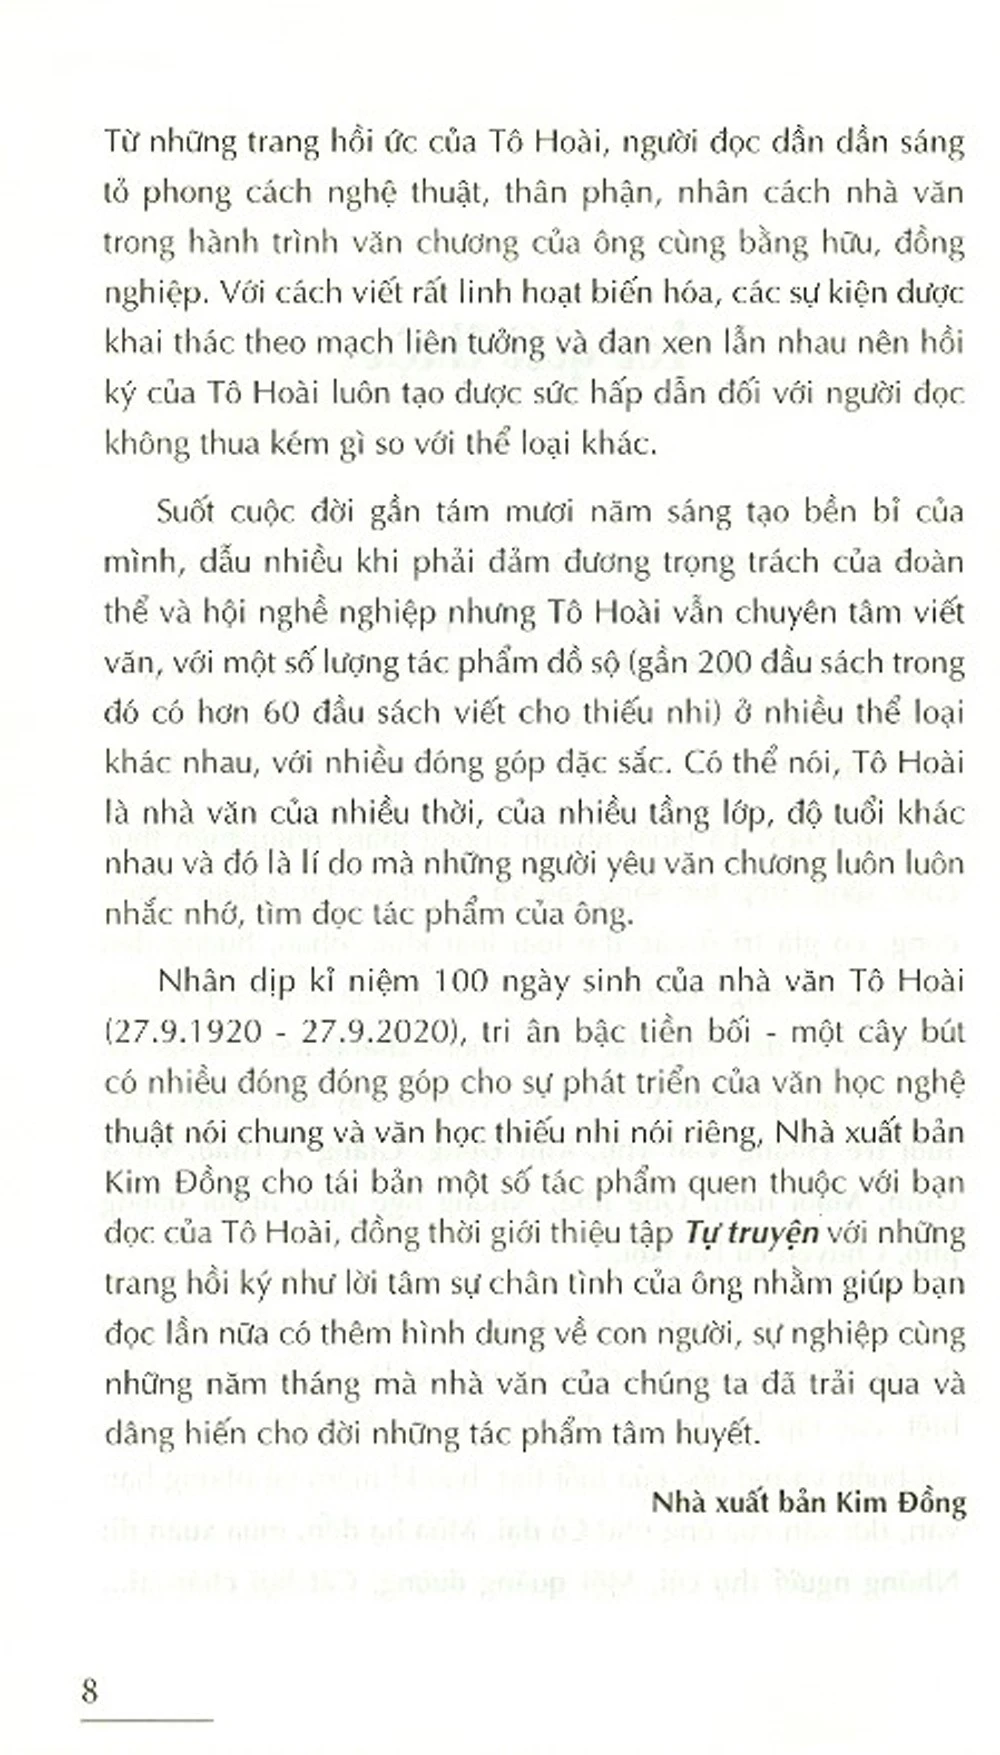 Từ những trang hồi ức của Tô Hoài, người đọc dần dần sáng
tỏ phong cách nghệ thuật, thân phận, nhân cách nhà văn
trong hành trình văn chương của ông cùng bằng hữu, đồng
nghiệp. Với cách viết rất linh hoạt biến hóa, các sự kiện được
khai thác theo mạch liên tưởng và đan xen lẫn nhau nên hồi
ký của Tô Hoài luôn tạo được sức hấp dẫn đối với người đọc
không thua kém gì so với thể loại khác.
Suốt cuộc đời gần tám mươi năm sáng tạo bền bỉ của
mình, dẫu nhiều khi phải đảm đương trọng trách của đoàn
thể và hội nghề nghiệp nhưng Tô Hoài vẫn chuyên tâm viết
văn, với một số lượng tác phẩm đồ sộ (gần 200 đầu sách trong
đó có hơn 60 đầu sách viết cho thiếu nhi) ở nhiều thể loại
khác nhau, với nhiều đóng góp đặc sắc. Có thể nói, Tô Hoài
là nhà văn của nhiều thời, của nhiều tầng lớp, độ tuổi khác
nhau và đó là lí do mà những người yêu văn chương luôn luôn
nhắc nhớ, tìm đọc tác phẩm của ông.
Nhân dịp kỉ niệm 100 ngày sinh của nhà văn Tô Hoài
(27.9.1920 - 27.9.2020), tri ân bậc tiền bối - một cây bút
có nhiều đóng đóng góp cho sự phát triển của văn học nghệ
thuật nói chung và văn học thiếu nhi nói riêng, Nhà xuất bản
Kim Đồng cho tái bản một số tác phẩm quen thuộc với bạn
đọc của Tô Hoài, đồng thời giới thiệu tập Tự truyện với những
trang hồi ký như lời tâm sự chân tình của ông nhằm giúp bạn
đọc lần nữa có thêm hình dung về con người, sự nghiệp cùng
những năm tháng mà nhà văn của chúng ta đã trải qua và
dâng hiến cho đời những tác phẩm tâm huyết.
Nhà xuất bản Kim Đồng
8